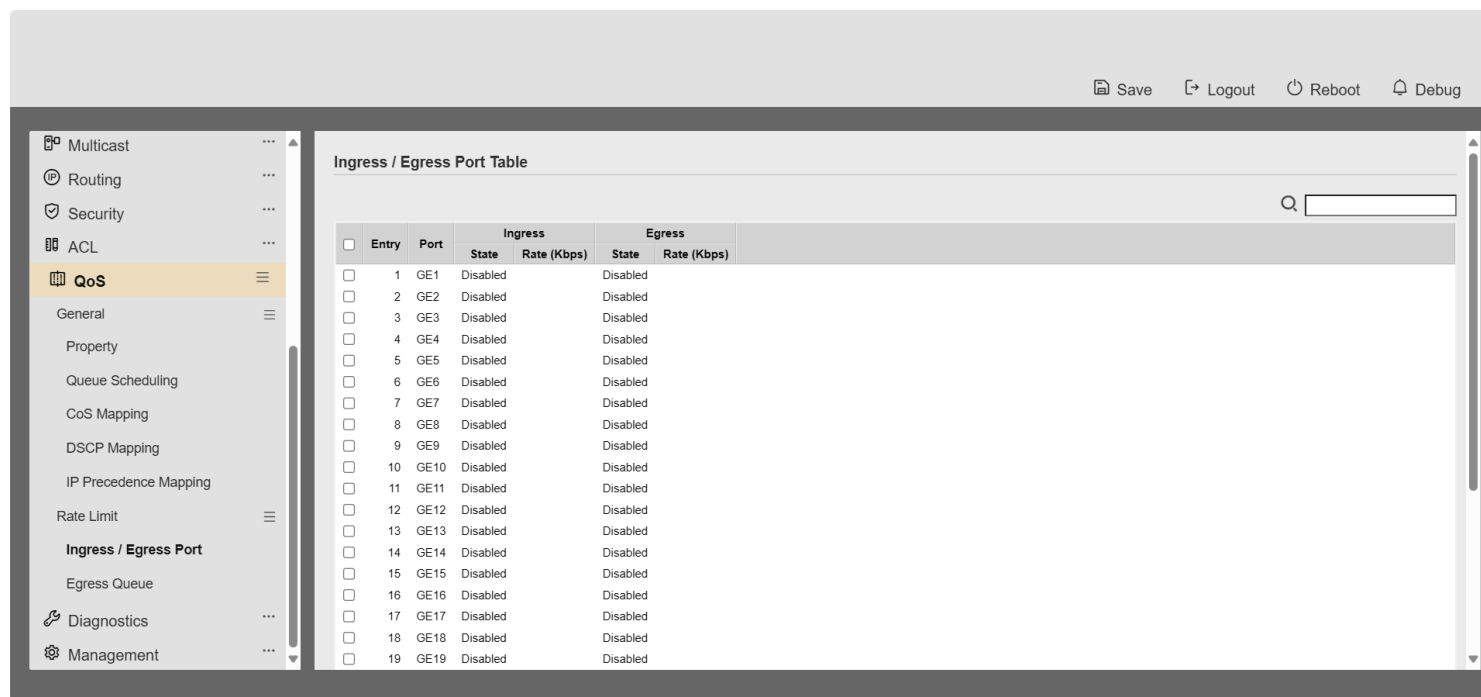 Save Logout Reboot Debug
Multicast ...
Routing ...
Security ...
ACL ...
QoS
General
Property
Queue Scheduling
CoS Mapping
DSCP Mapping
IP Precedence Mapping
Rate Limit
Ingress / Egress Port
Egress Queue
Diagnostics ...
Management ...
Ingress / Egress Port Table
Entry Port Ingress Egress
State Rate (Kbps) State Rate (Kbps)
1 GE1 Disabled Disabled
2 GE2 Disabled Disabled
3 GE3 Disabled Disabled
4 GE4 Disabled Disabled
5 GE5 Disabled Disabled
6 GE6 Disabled Disabled
7 GE7 Disabled Disabled
8 GE8 Disabled Disabled
9 GE9 Disabled Disabled
10 GE10 Disabled Disabled
11 GE11 Disabled Disabled
12 GE12 Disabled Disabled
13 GE13 Disabled Disabled
14 GE14 Disabled Disabled
15 GE15 Disabled Disabled
16 GE16 Disabled Disabled
17 GE17 Disabled Disabled
18 GE18 Disabled Disabled
19 GE19 Disabled Disabled